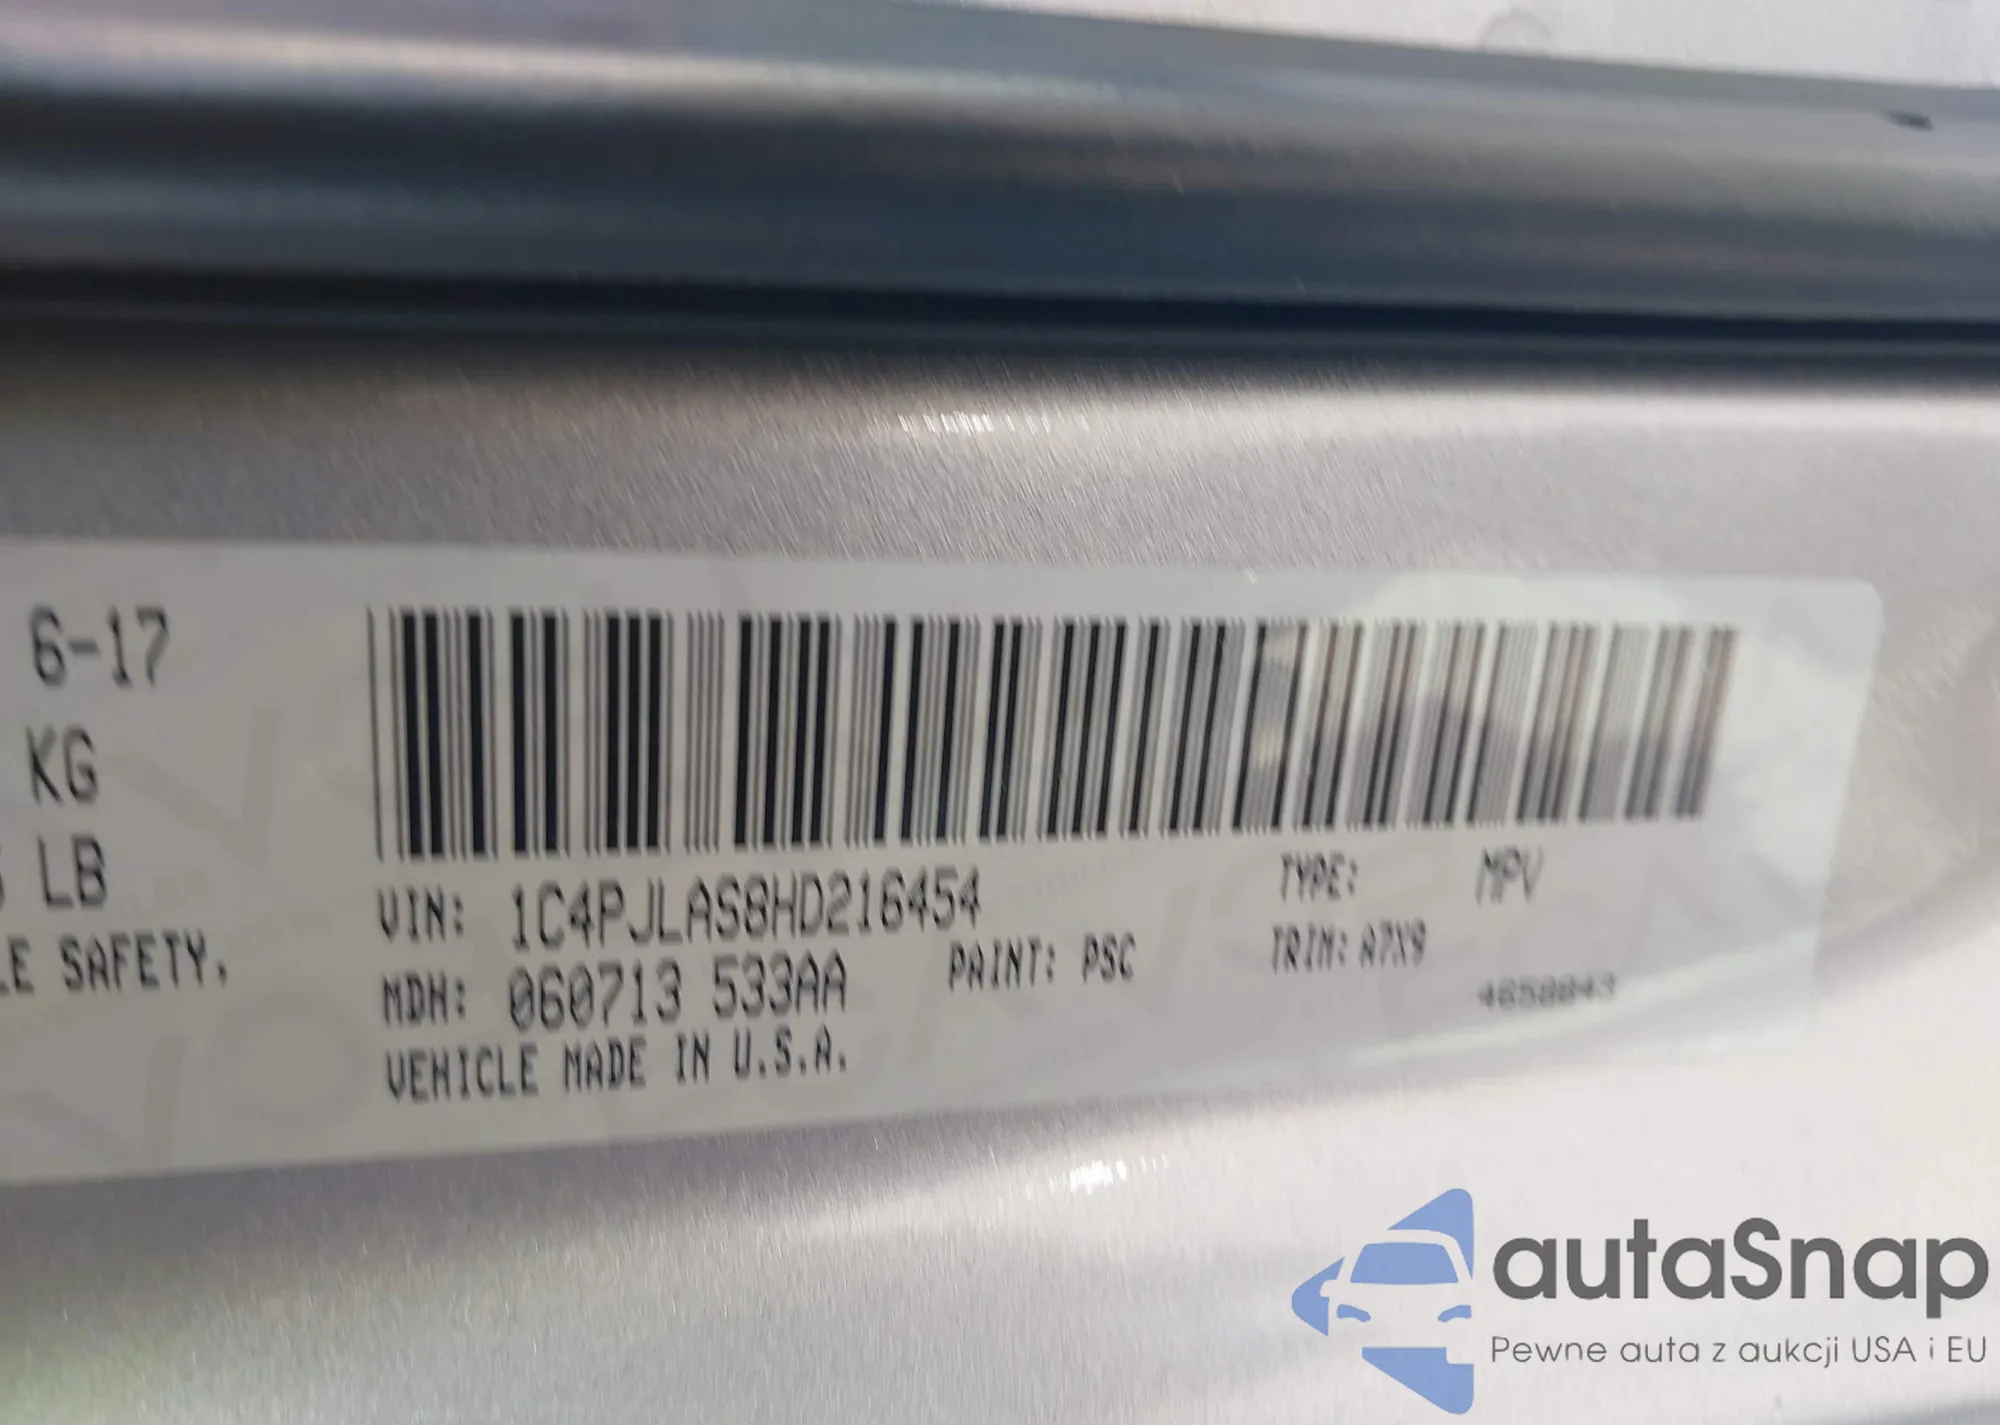 6-17
KG
LB
LE SAFETY.
VIN: 1C4PJLAS8HD216454
TYPE: MPV
MDH: 060713 533AA
PAINT: PSC
TRIM: A7X9
VEHICLE MADE IN U.S.A.
4658043
autaSnap
Pewne auta z aukcji USA i EU